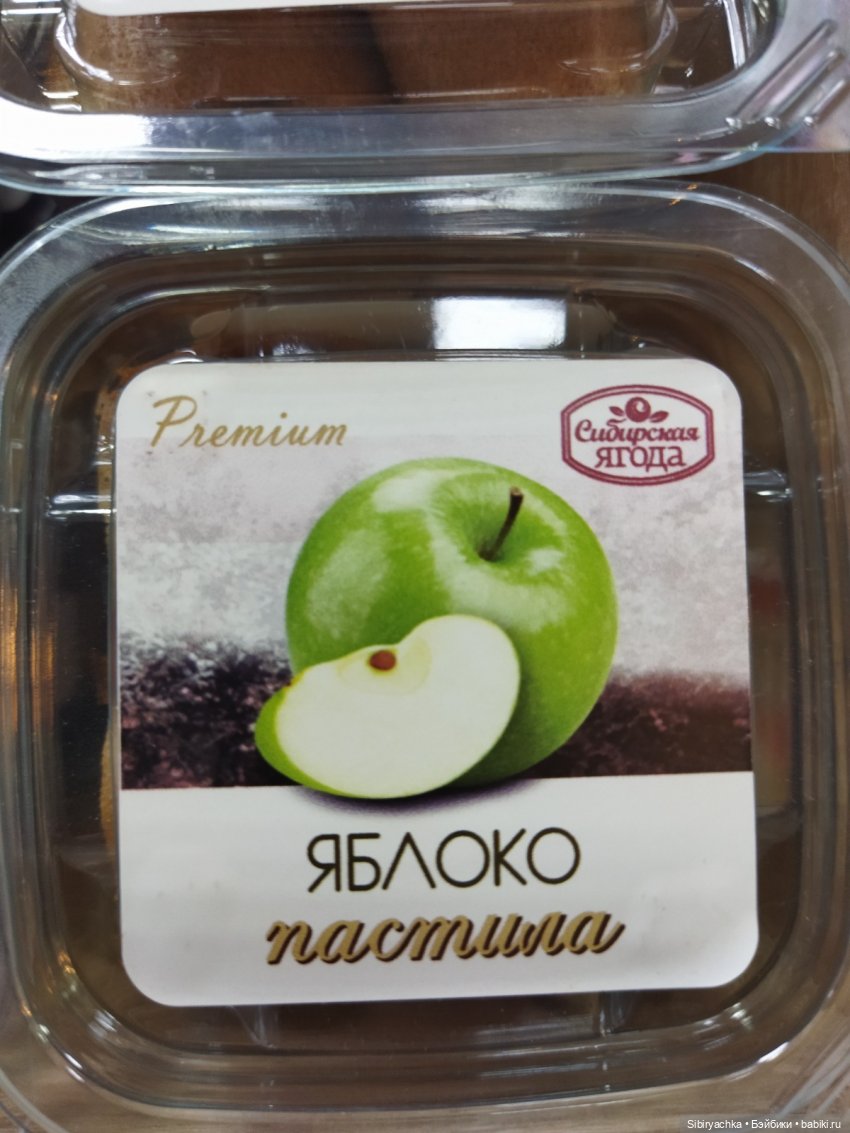 Premium
Сибирская
ЯГОДА
ЯБЛОКО
пастила
Sibiryachka • Бэйбики • babiki.ru